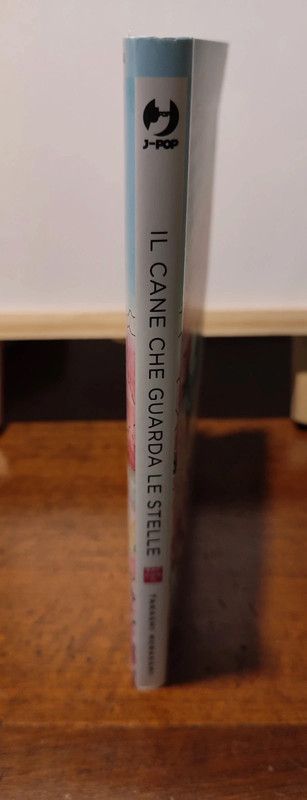 J-POP
IL CANE CHE GUARDA LE STELLE
TAKASHI MURAKAMI